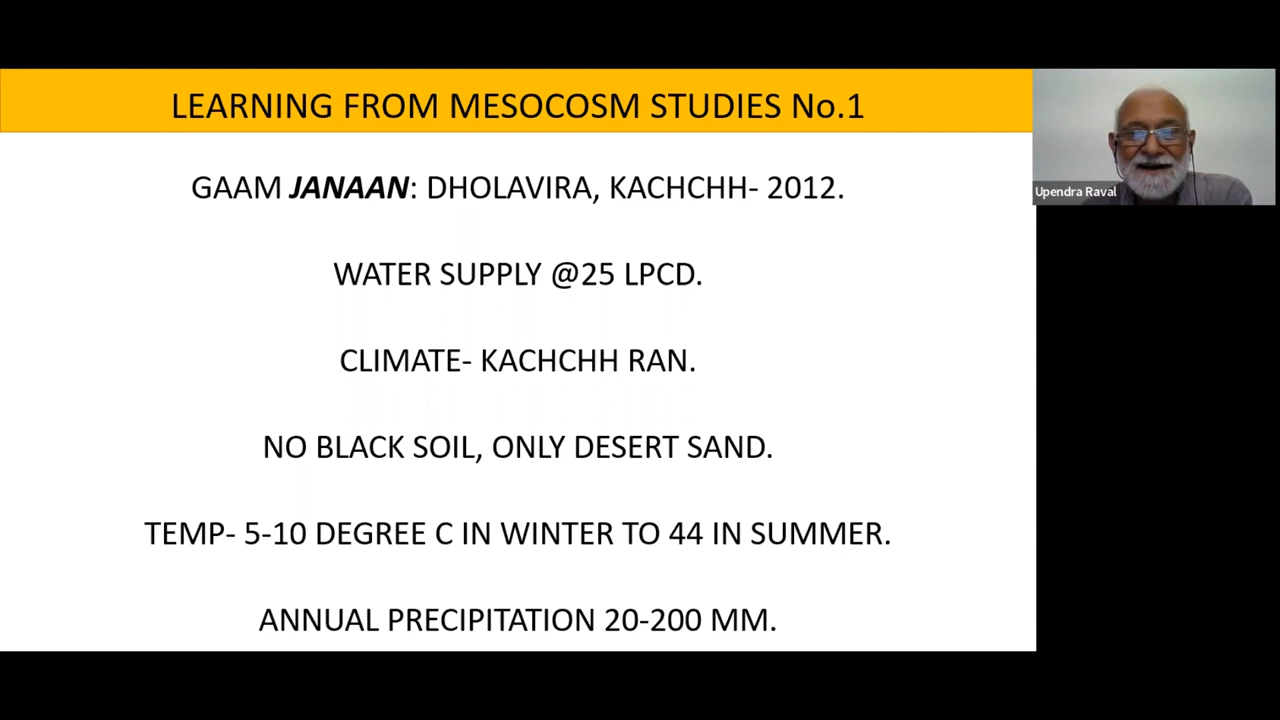 LEARNING FROM MESOCOSM STUDIES No.1
GAAM JANAAN: DHOLAVIRA, KACHCHH- 2012.
WATER SUPPLY @25 LPCD.
CLIMATE- KACHCHH RAN.
NO BLACK SOIL, ONLY DESERT SAND.
TEMP- 5-10 DEGREE C IN WINTER TO 44 IN SUMMER.
ANNUAL PRECIPITATION 20-200 MM.
Upendra Raval